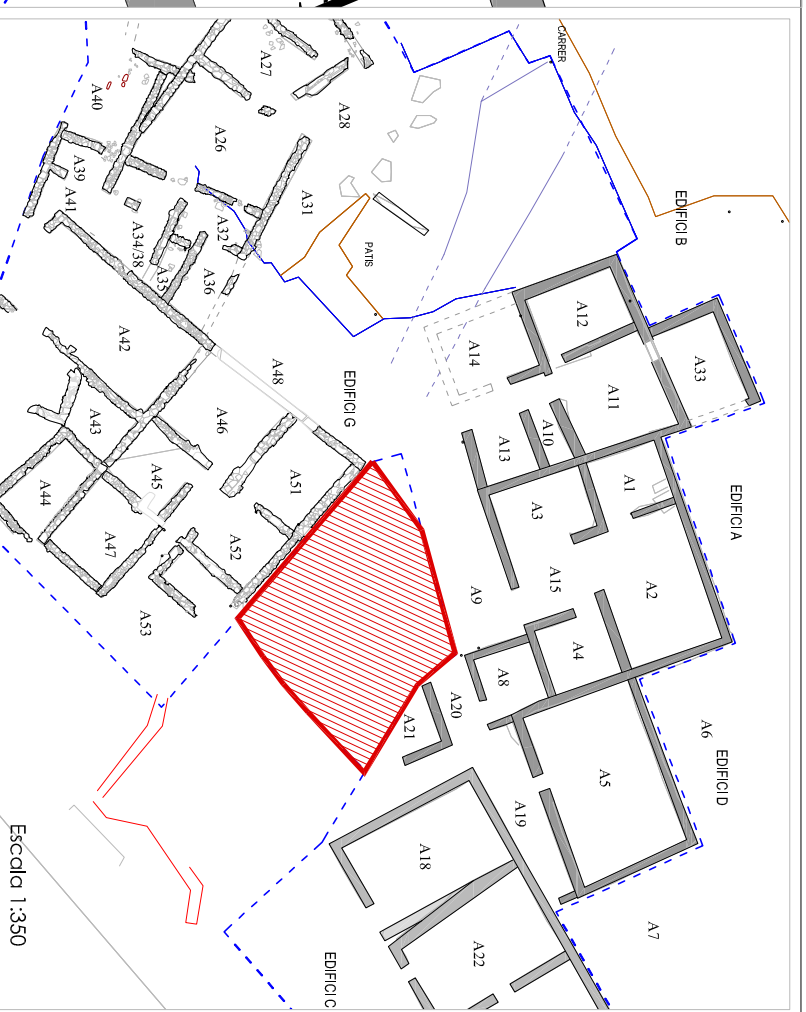 CARRER
A27
A28
A40
A26
A39
A41
A31
A32
A34/38
A35
A36
PATIS
EDIFICI B
A12
A33
A14
A11
A42
A48
EDIFICI G
A46
A43
A10
A13
A45
A51
A44
A3
A1
EDIFICI A
A47
A52
A15
A9
A2
A53
A4
A8
A20
A21
A6
EDIFICI D
A5
A19
A18
Escala 1:350
A7
A22
EDIFICI C